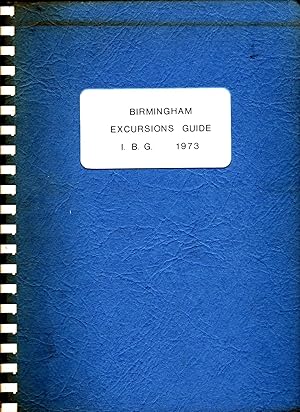 BIRMINGHAM
EXCURSIONS GUIDE
I. B. G. 1973